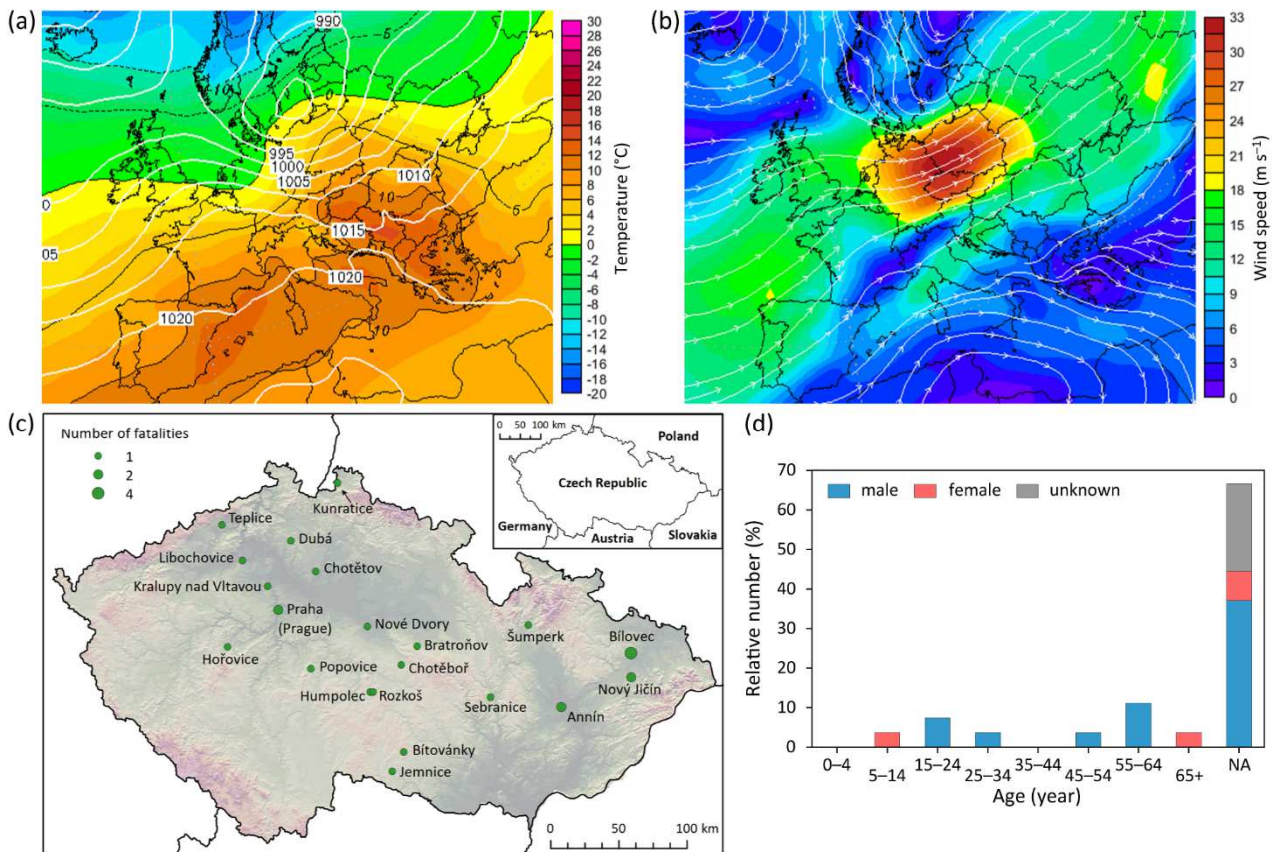 (a)
990
5
10
0
995
1000
1005
1010
0
1015
5
05
1020
1020
10
30
28
26
24
22
20
18
16
14
12
10
8
6
4
2
0
-2
-4
-6
-8
-10
-12
-14
-16
-18
-20
Temperature (°C)
(b)
33
30
27
24
21
18
15
12
9
6
3
0
Wind speed (m s⁻¹)
(c)
Number of fatalities
1
2
4
0 50 100 km
Poland
Czech Republic
Germany
Austria
Slovakia
Kunratice
Teplice
Dubá
Libochovice
Chotětov
Kralupy nad Vltavou
Praha
(Prague)
Nové Dvory
Šumperk
Bílovec
Hořovice
Bratroňov
Popovice
Chotěboř
Nový Jičín
Humpolec
Rozkoš
Sebranice
Annín
Bítovánky
Jemnice
0 50 100 km
(d)
70
60
50
40
30
20
10
0
Relative number (%)
male female unknown
0–4 5–14 15–24 25–34 35–44 45–54 55–64 65+ NA
Age (year)